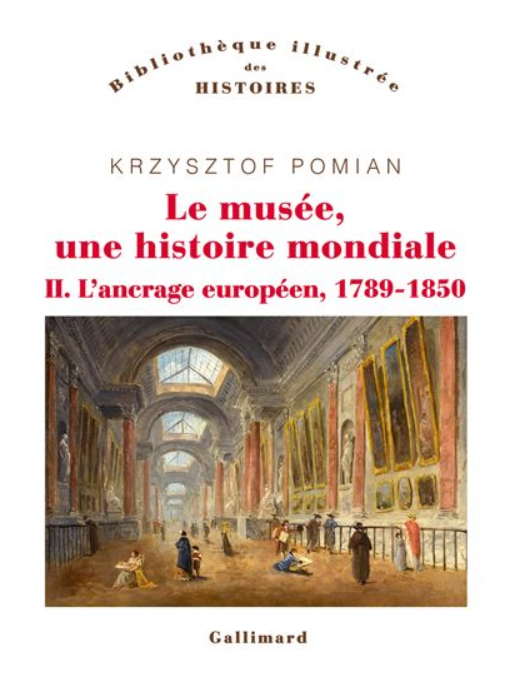 Bibliothèque illustrée
des
HISTOIRES
KRZYSZTOF POMIAN
Le musée,
une histoire mondiale
II. L'ancrage européen, 1789-1850
Gallimard